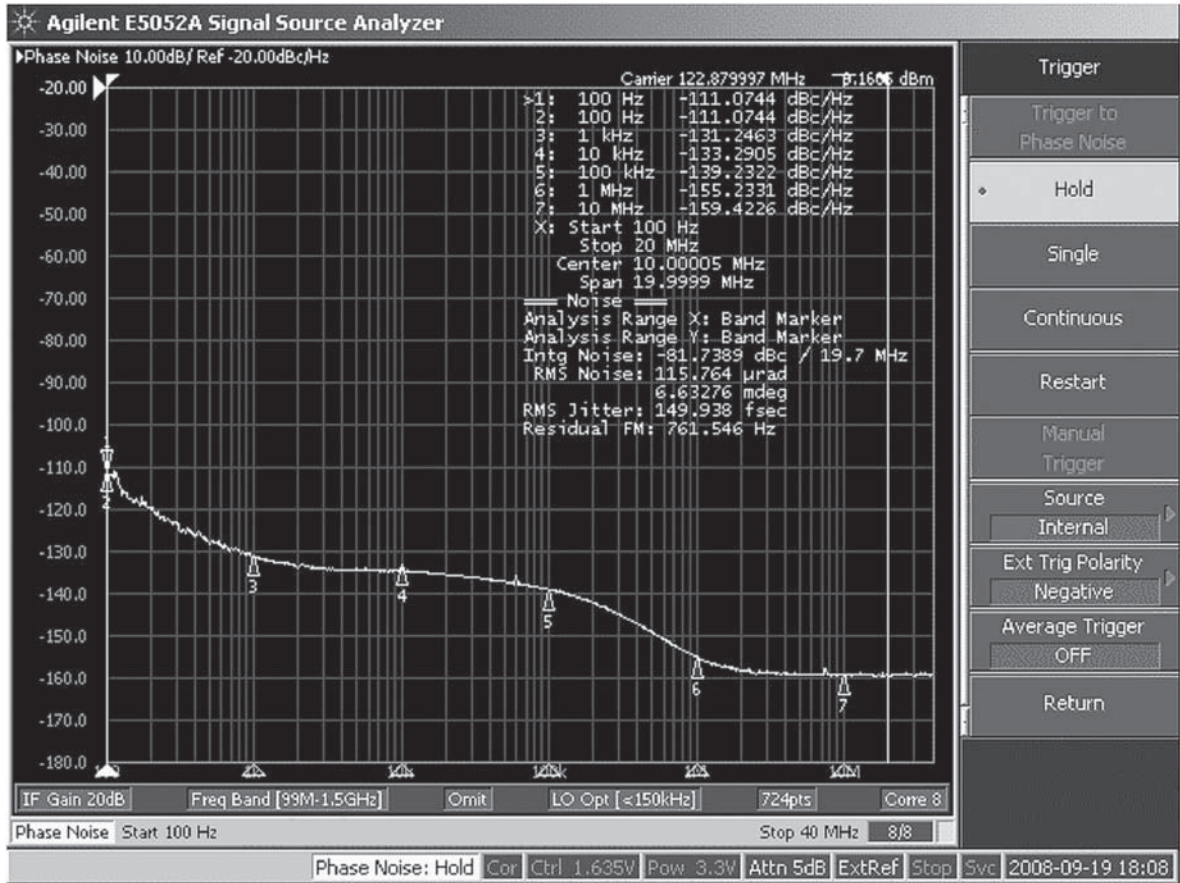 Agilent E5052A Signal Source Analyzer
▶Phase Noise 10.00dB/ Ref -20.00dBc/Hz
Carrier 122.879997 MHz dBm
>1: 100 Hz -111.0744 dBc/Hz
2: 100 Hz -111.0744 dBc/Hz
3: 1 kHz -131.2463 dBc/Hz
4: 10 kHz -133.2905 dBc/Hz
5: 100 kHz -139.2322 dBc/Hz
6: 1 MHz -155.2331 dBc/Hz
7: 10 MHz -159.4226 dBc/Hz
X: Start 100 Hz
Stop 20 MHz
Center 10.00005 MHz
Span 19.9999 MHz
=== Noise ===
Analysis Range X: Band Marker
Analysis Range Y: Band Marker
Intg Noise: -81.7389 dBc / 19.7 MHz
RMS Noise: 115.764 µrad
6.63276 mdeg
RMS Jitter: 149.938 fsec
Residual FM: 761.546 Hz
-20.00
-30.00
-40.00
-50.00
-60.00
-70.00
-80.00
-90.00
-100.0
-110.0
-120.0
-130.0
-140.0
-150.0
-160.0
-170.0
-180.0
1
2
3
4
5
6
7
10k
100k
10M
IF Gain 20dB
Freq Band [99M-1.5GHz]
Omit
LO Opt [<150kHz]
724pts
Corre 8
Phase Noise Start 100 Hz
Stop 40 MHz
8/8
Phase Noise: Hold
Cor
Ctrl 1.635V
Pow 3.3V
Attn 5dB
ExtRef
Stop
Svc
2008-09-19 18:08
Trigger
Trigger to
Phase Noise
Hold
Single
Continuous
Restart
Manual
Trigger
Source
Internal
Ext Trig Polarity
Negative
Average Trigger
OFF
Return